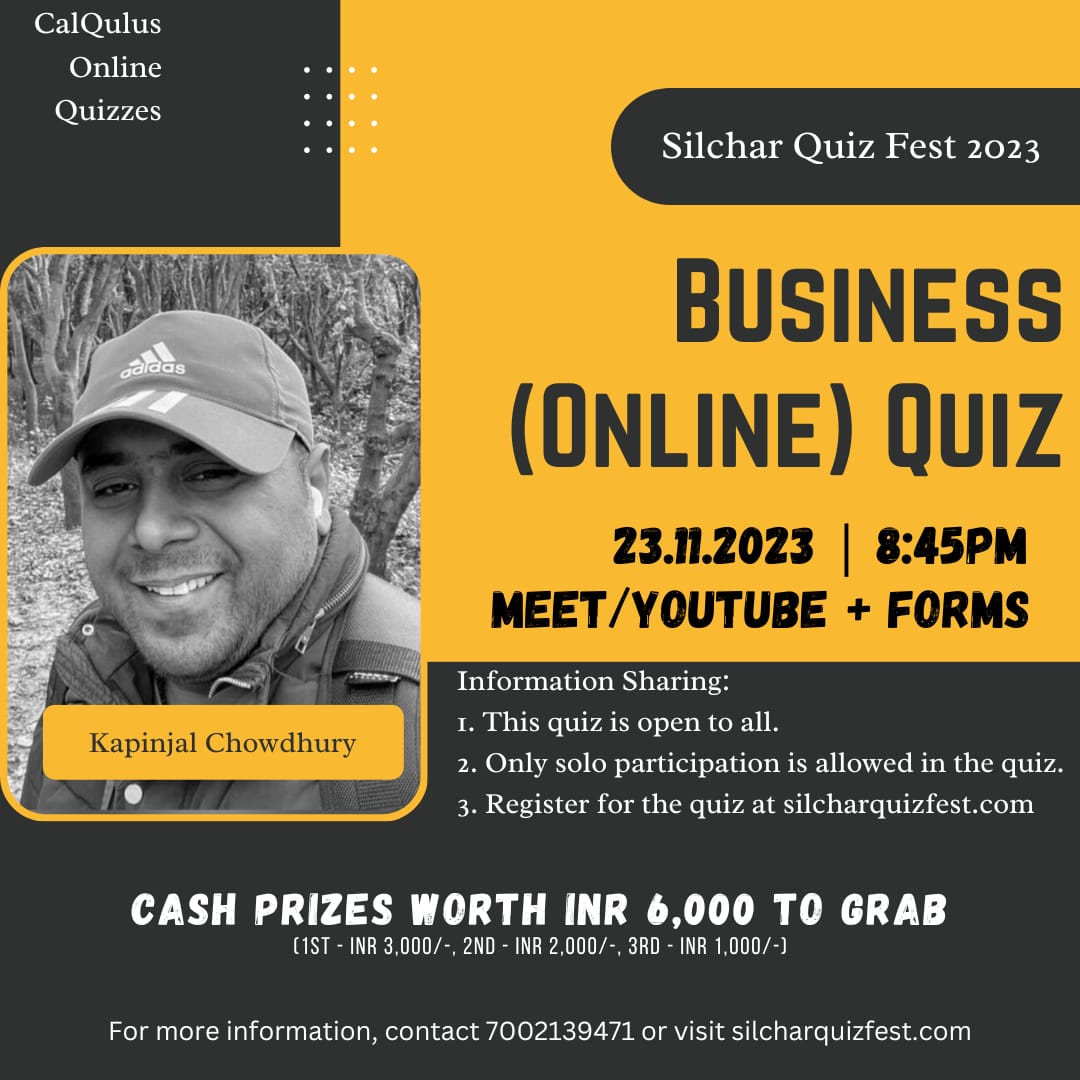 CalQulus
Online
Quizzes
Silchar Quiz Fest 2023
Business
(Online) Quiz
23.11.2023 | 8:45PM
MEET/YOUTUBE + FORMS
adidas
Kapinjal Chowdhury
Information Sharing:
1. This quiz is open to all.
2. Only solo participation is allowed in the quiz.
3. Register for the quiz at silcharquizfest.com
CASH PRIZES WORTH INR 6,000 TO GRAB
(1ST - INR 3,000/-, 2ND - INR 2,000/-, 3RD - INR 1,000/-)
For more information, contact 7002139471 or visit silcharquizfest.com